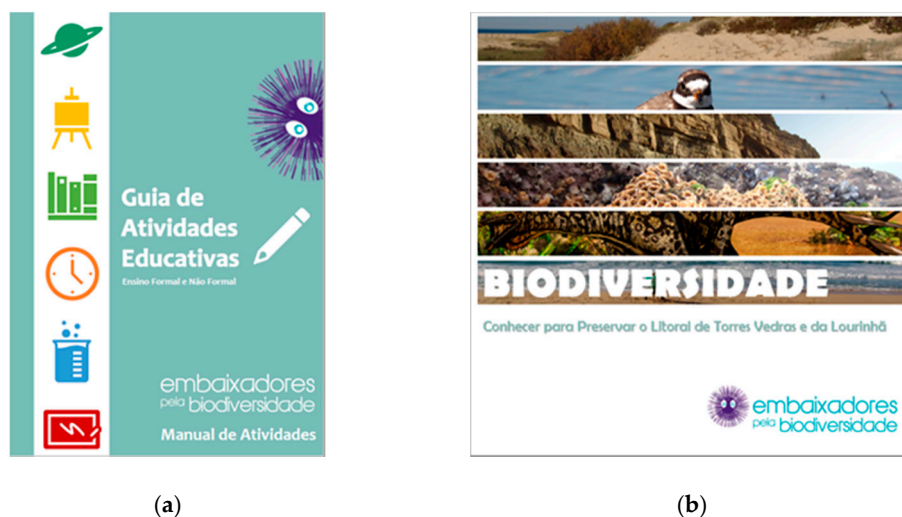 Guia de
Atividades
Educativas
Ensino Formal e Não Formal
embaixadores
pela biodiversidade
Manual de Atividades
(a)
BIODIVERSIDADE
Conhecer para Preservar o Litoral de Torres Vedras e da Lourinhã
embaixadores
pela biodiversidade
(b)